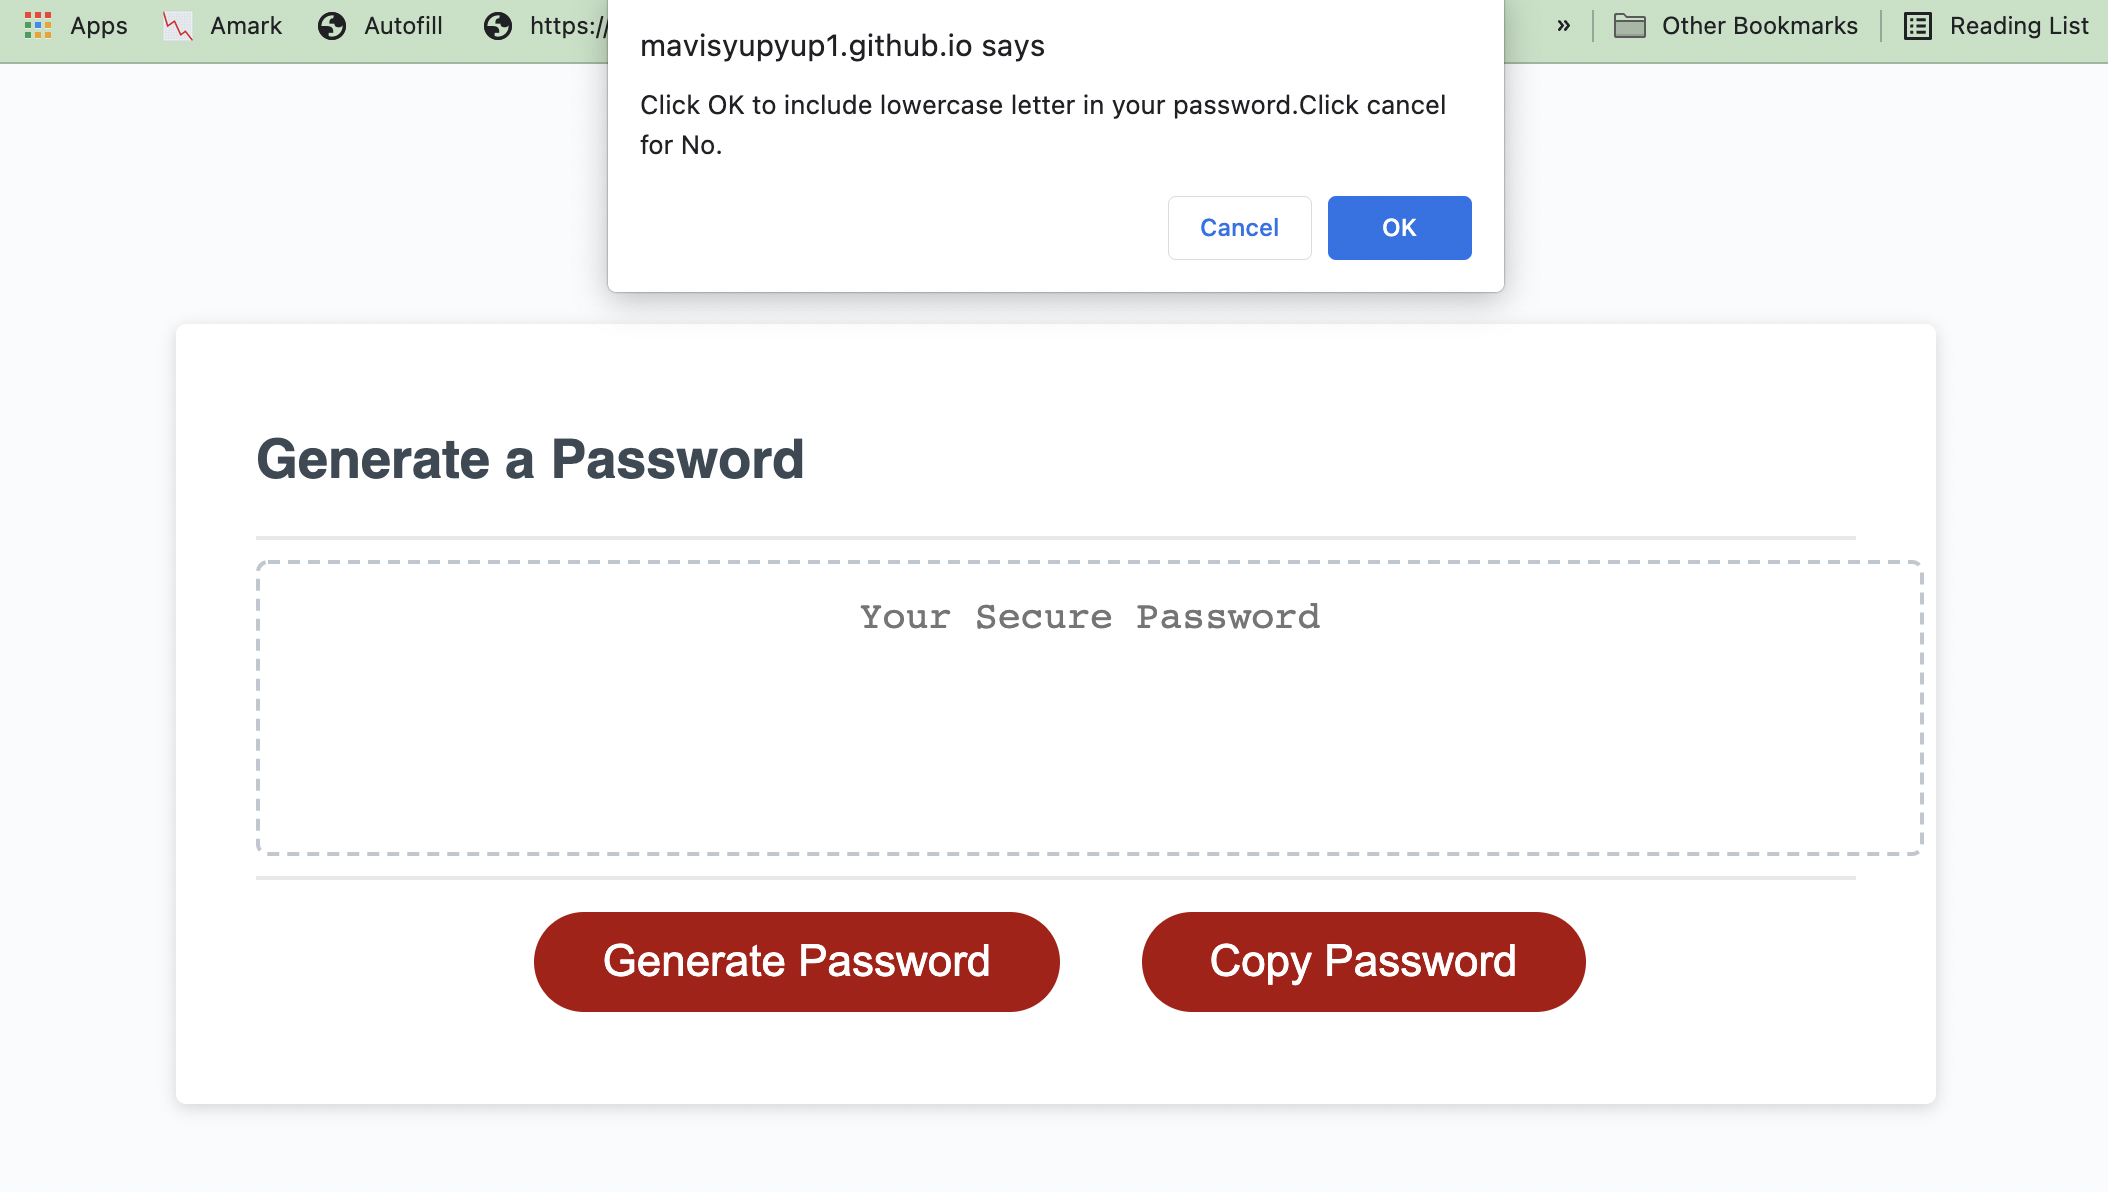 Apps Amark Autofill https:/ » Other Bookmarks Reading List
mavisyupyup1.github.io says
Click OK to include lowercase letter in your password.Click cancel
for No.
Cancel OK
Generate a Password
Your Secure Password
Generate Password Copy Password